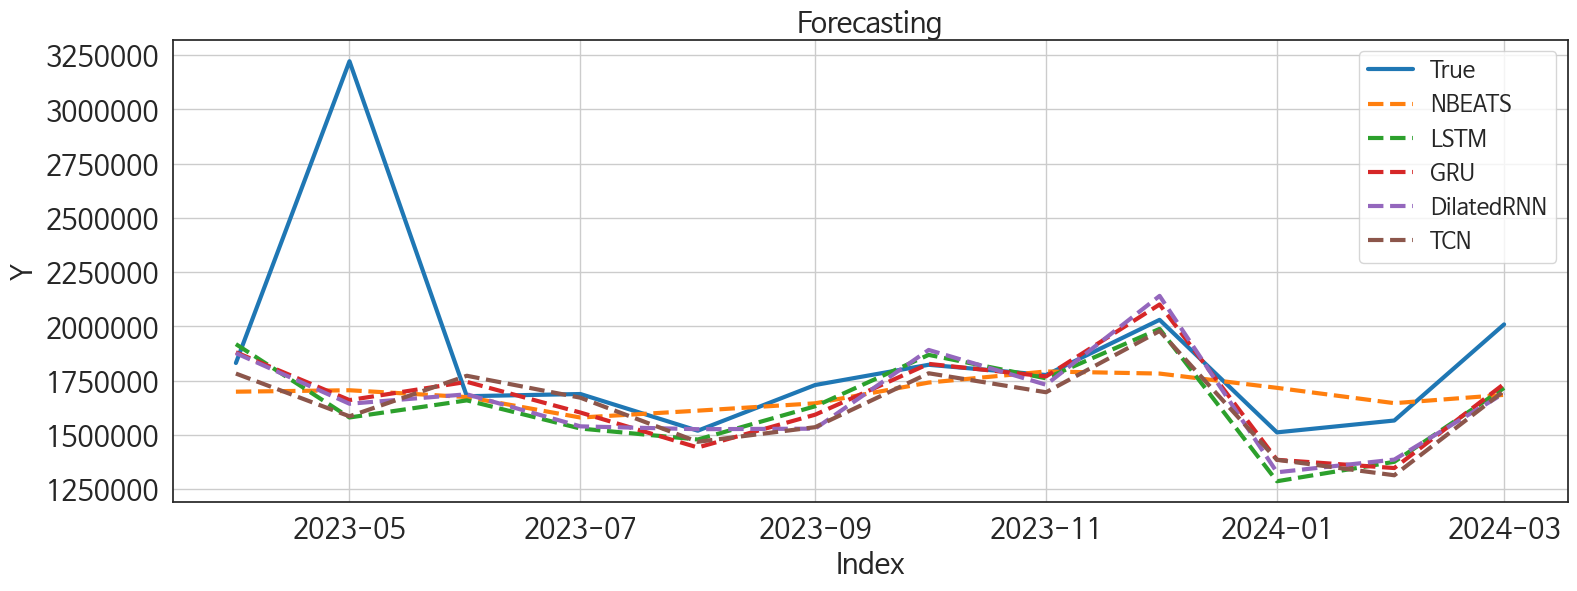 Forecasting
3250000
3000000
2750000
2500000
2250000
2000000
1750000
1500000
1250000
Y
True
NBEATS
LSTM
GRU
DilatedRNN
TCN
2023-05
2023-07
2023-09
2023-11
2024-01
2024-03
Index